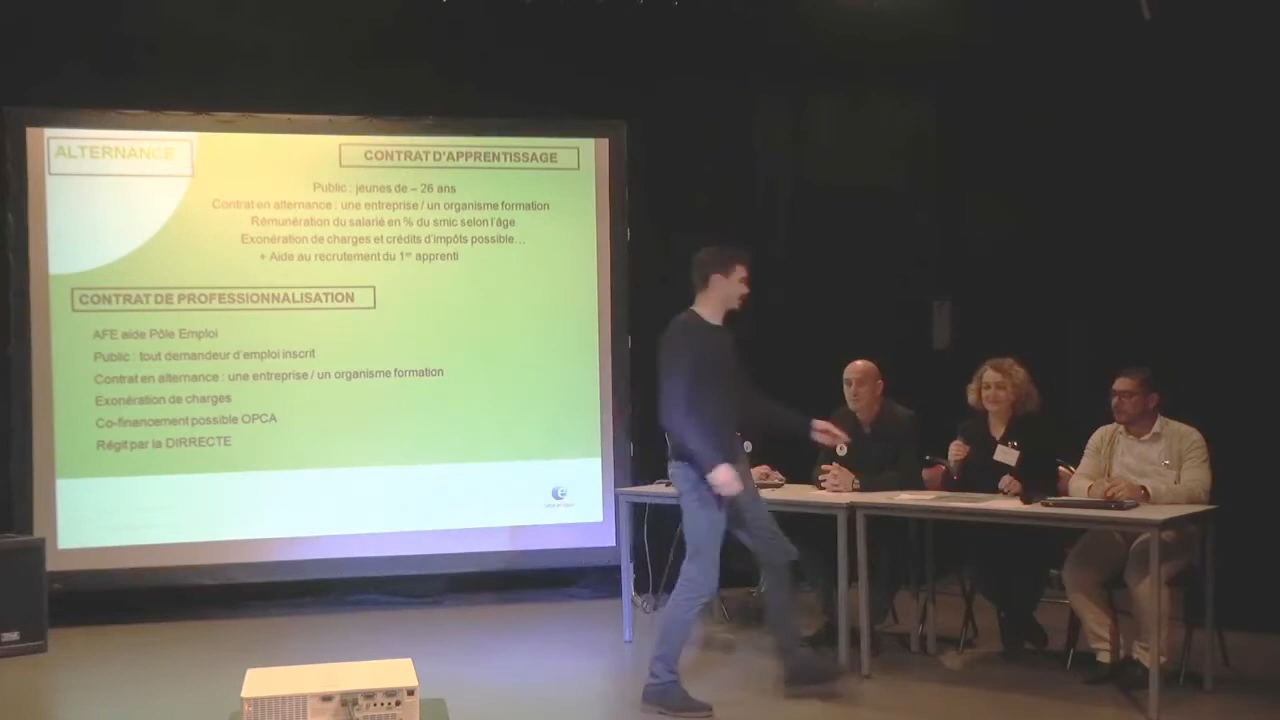 ALTERNANCE
CONTRAT D'APPRENTISSAGE
Public : jeunes de – 26 ans
Contrat en alternance : une entreprise / un organisme formation
Rémunération du salarié en % du smic selon l'âge
Exonération de charges et crédits d'impôts possible…
+ Aide au recrutement du 1er apprenti
CONTRAT DE PROFESSIONNALISATION
AFE aide Pôle Emploi
Public : tout demandeur d'emploi inscrit
Contrat en alternance : une entreprise / un organisme formation
Exonération de charges
Co-financement possible OPCA
Régit par la DIRRECTE